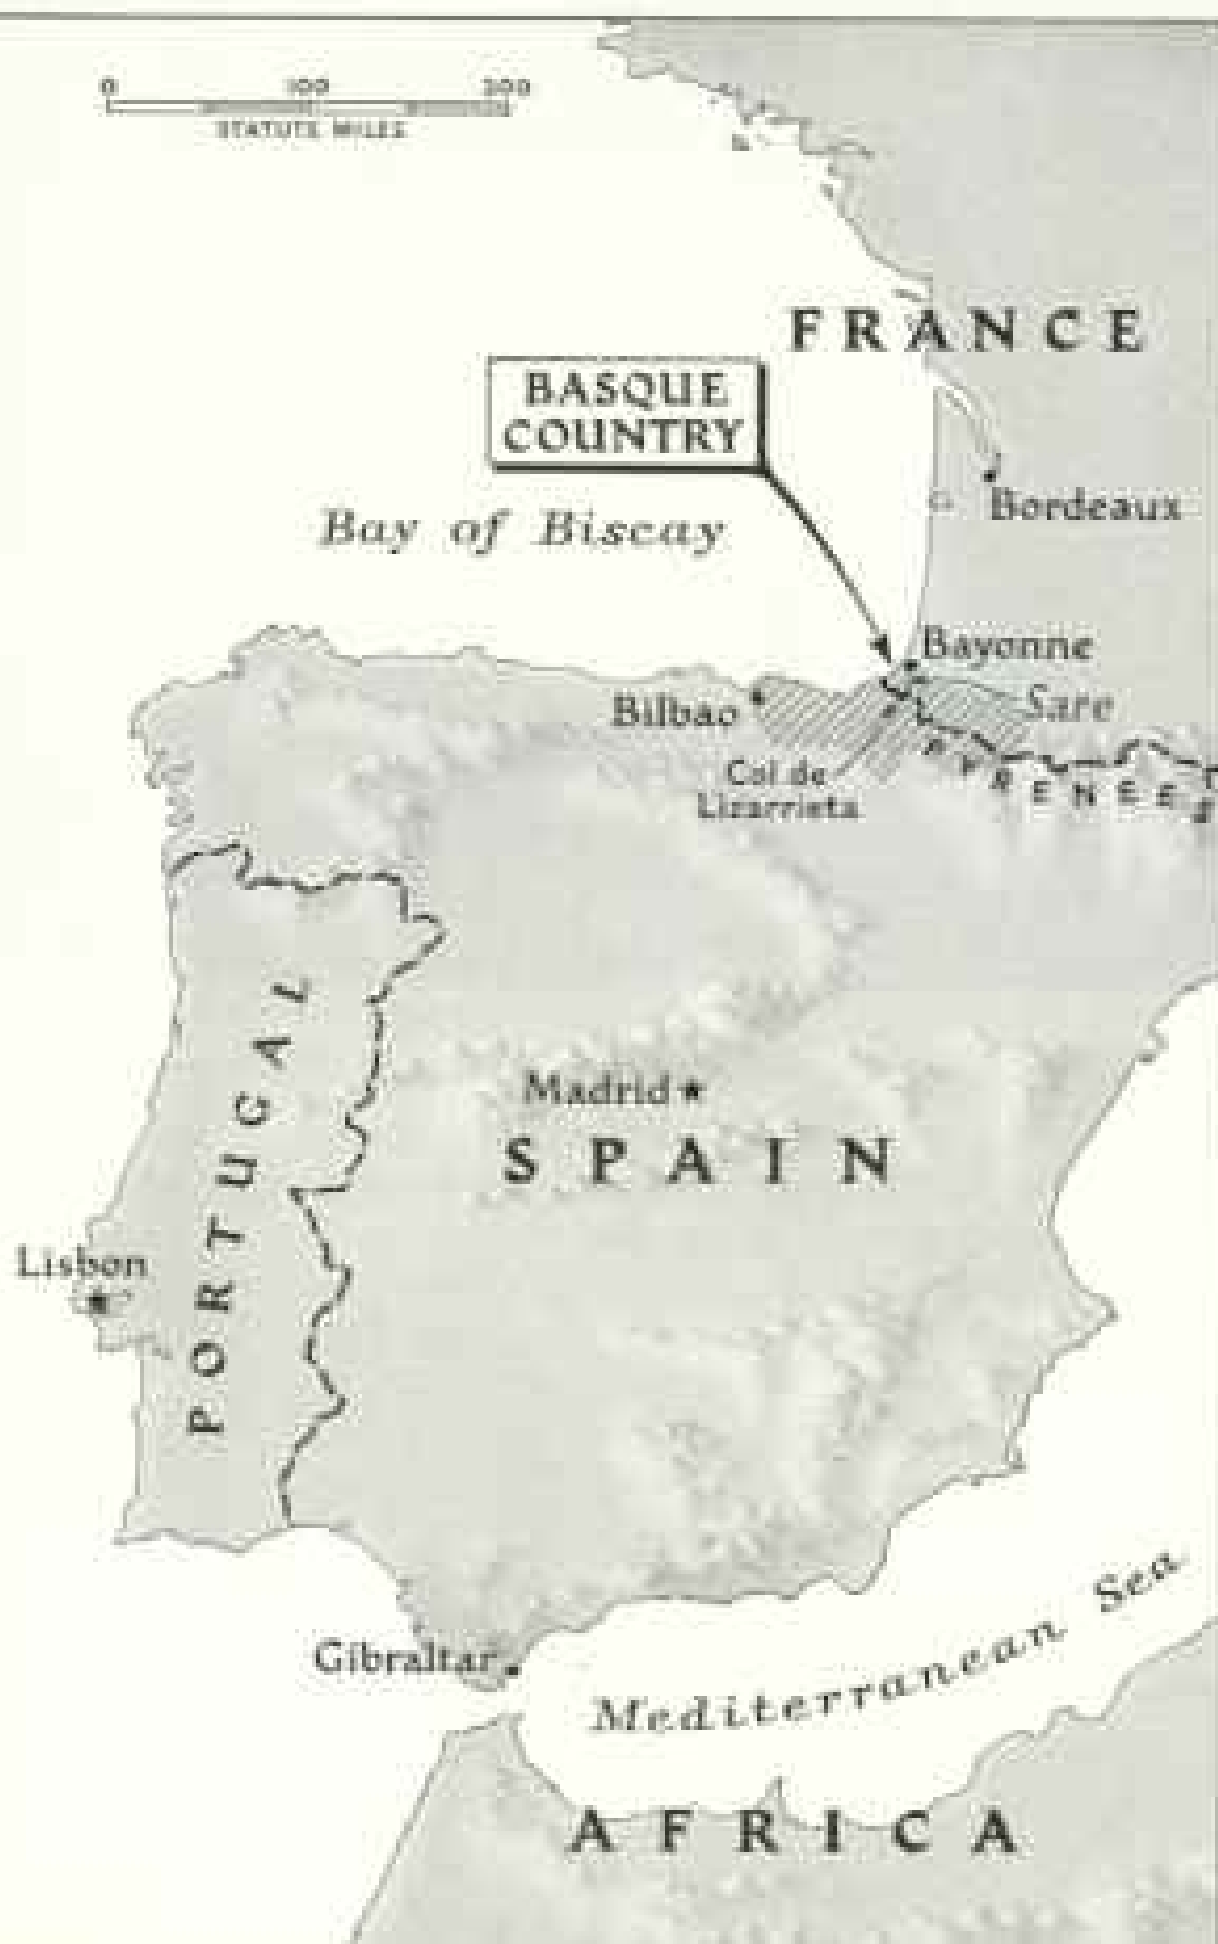 0 100 200
STATUTE MILES
FRANCE
BASQUE
COUNTRY
Bordeaux
Bay of Biscay
Bayonne
Sare
Bilbao
Col de
Lizarrieta
PYRENEES
PORTUGAL
Madrid
SPAIN
Lisbon
Gibraltar
Mediterranean Sea
AFRICA